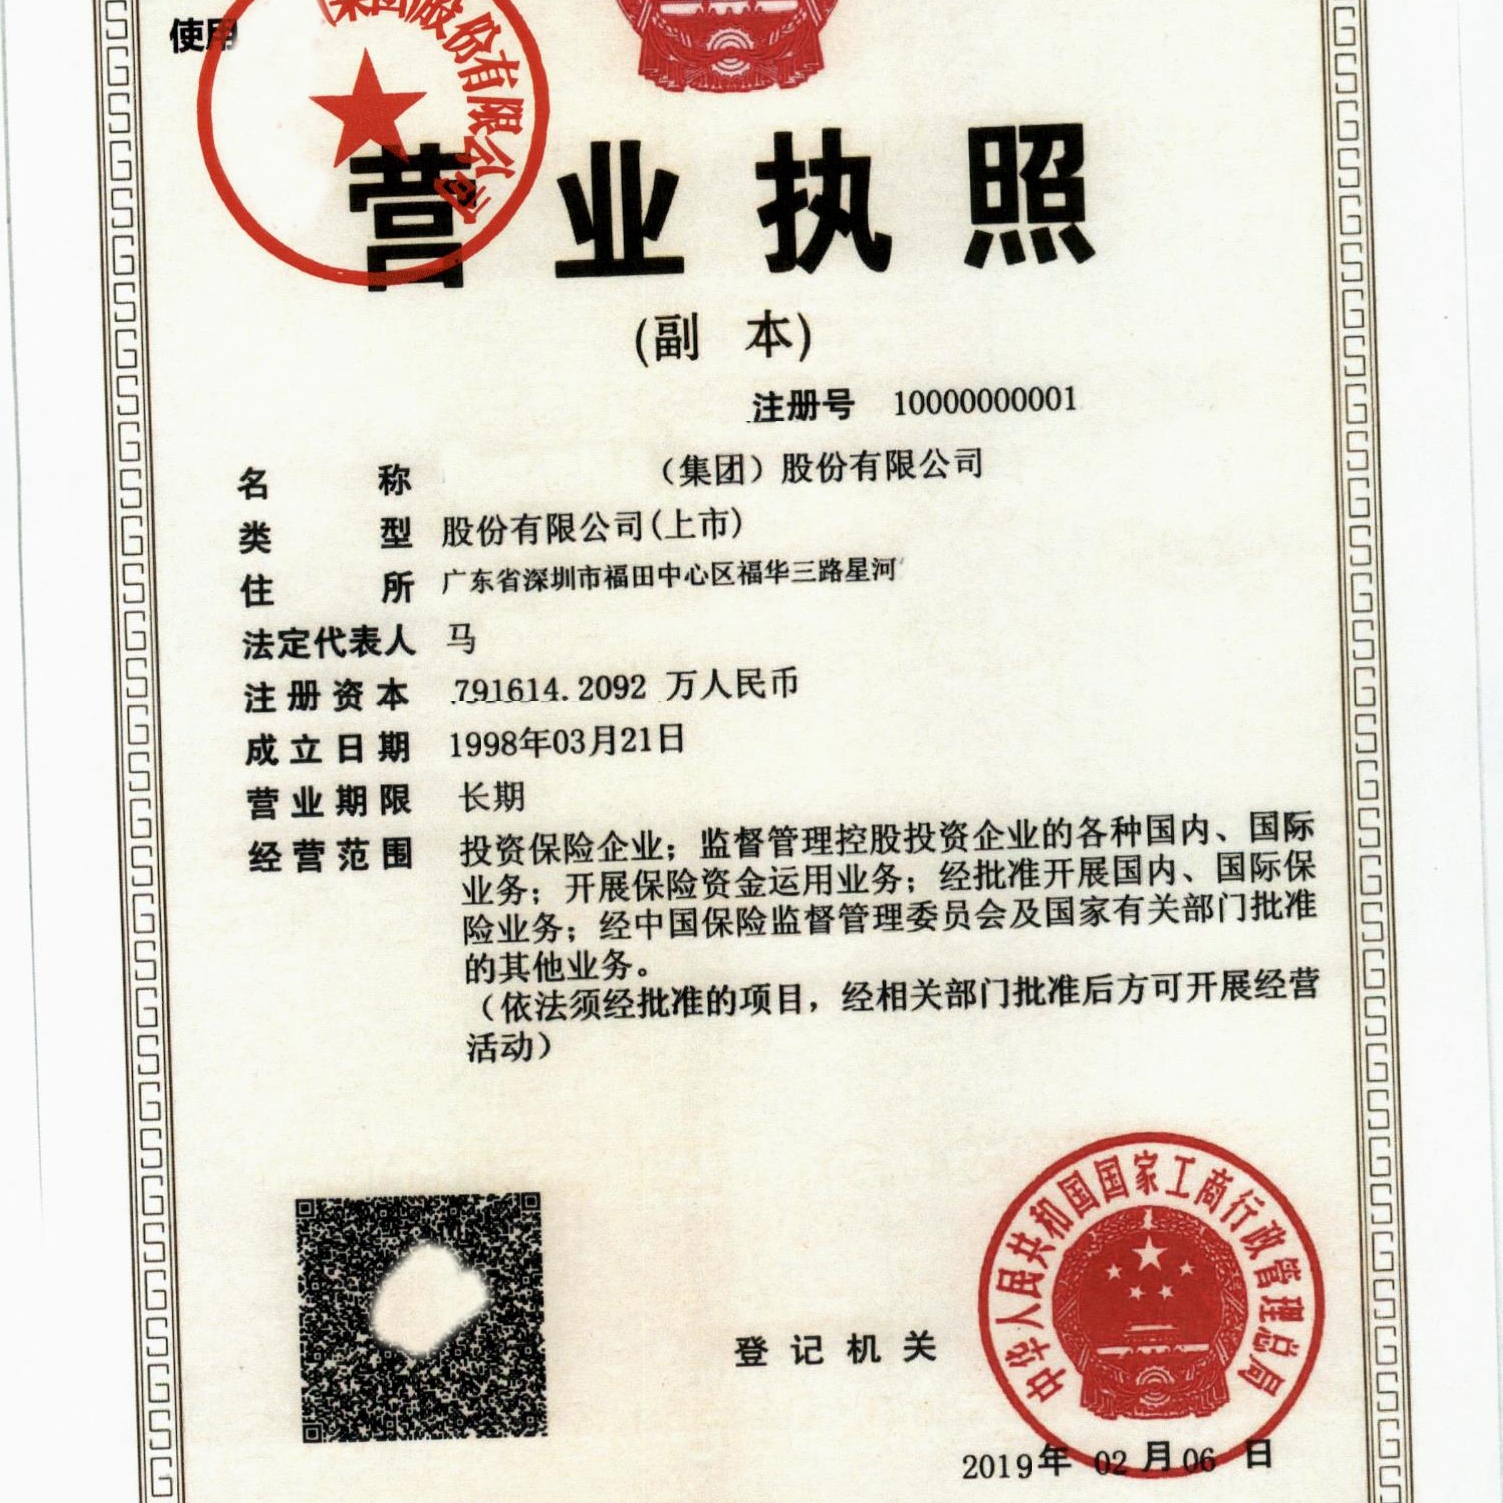 使用
集团股份有限公司
营业执照
(副 本)
注册号 10000000001
名 称 （集团）股份有限公司
类 型 股份有限公司(上市)
住 所 广东省深圳市福田中心区福华三路星河
法定代表人 马
注册资本 791614.2092 万人民币
成立日期 1998年03月21日
营业期限 长期
经营范围 投资保险企业；监督管理控股投资企业的各种国内、国际
业务；开展保险资金运用业务；经批准开展国内、国际保
险业务；经中国保险监督管理委员会及国家有关部门批准
的其他业务。
（依法须经批准的项目，经相关部门批准后方可开展经营
活动）
中华人民共和国国家工商行政管理总局
登记机关
2019年 02 月 06 日